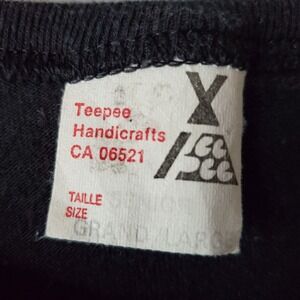 X
Teepee
Handicrafts
CA 06521
TAILLE
SIZE
GRAND / LARGE